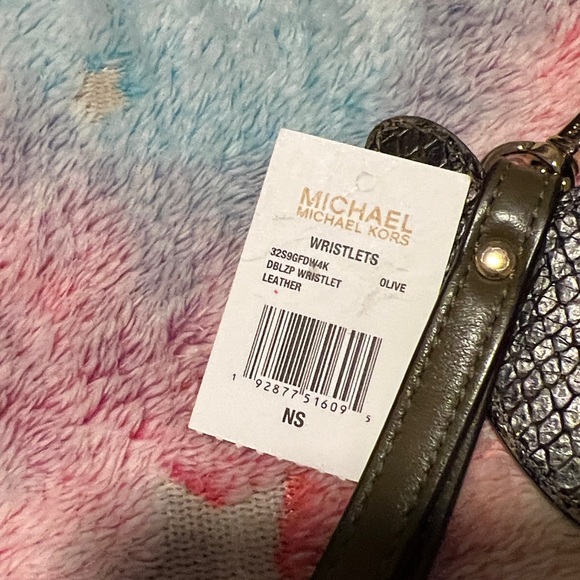 MICHAEL
MICHAEL KORS
WRISTLETS
32S9GFDW4K
DBLZP WRISTLET OLIVE
LEATHER
1 92877 51609 5
NS